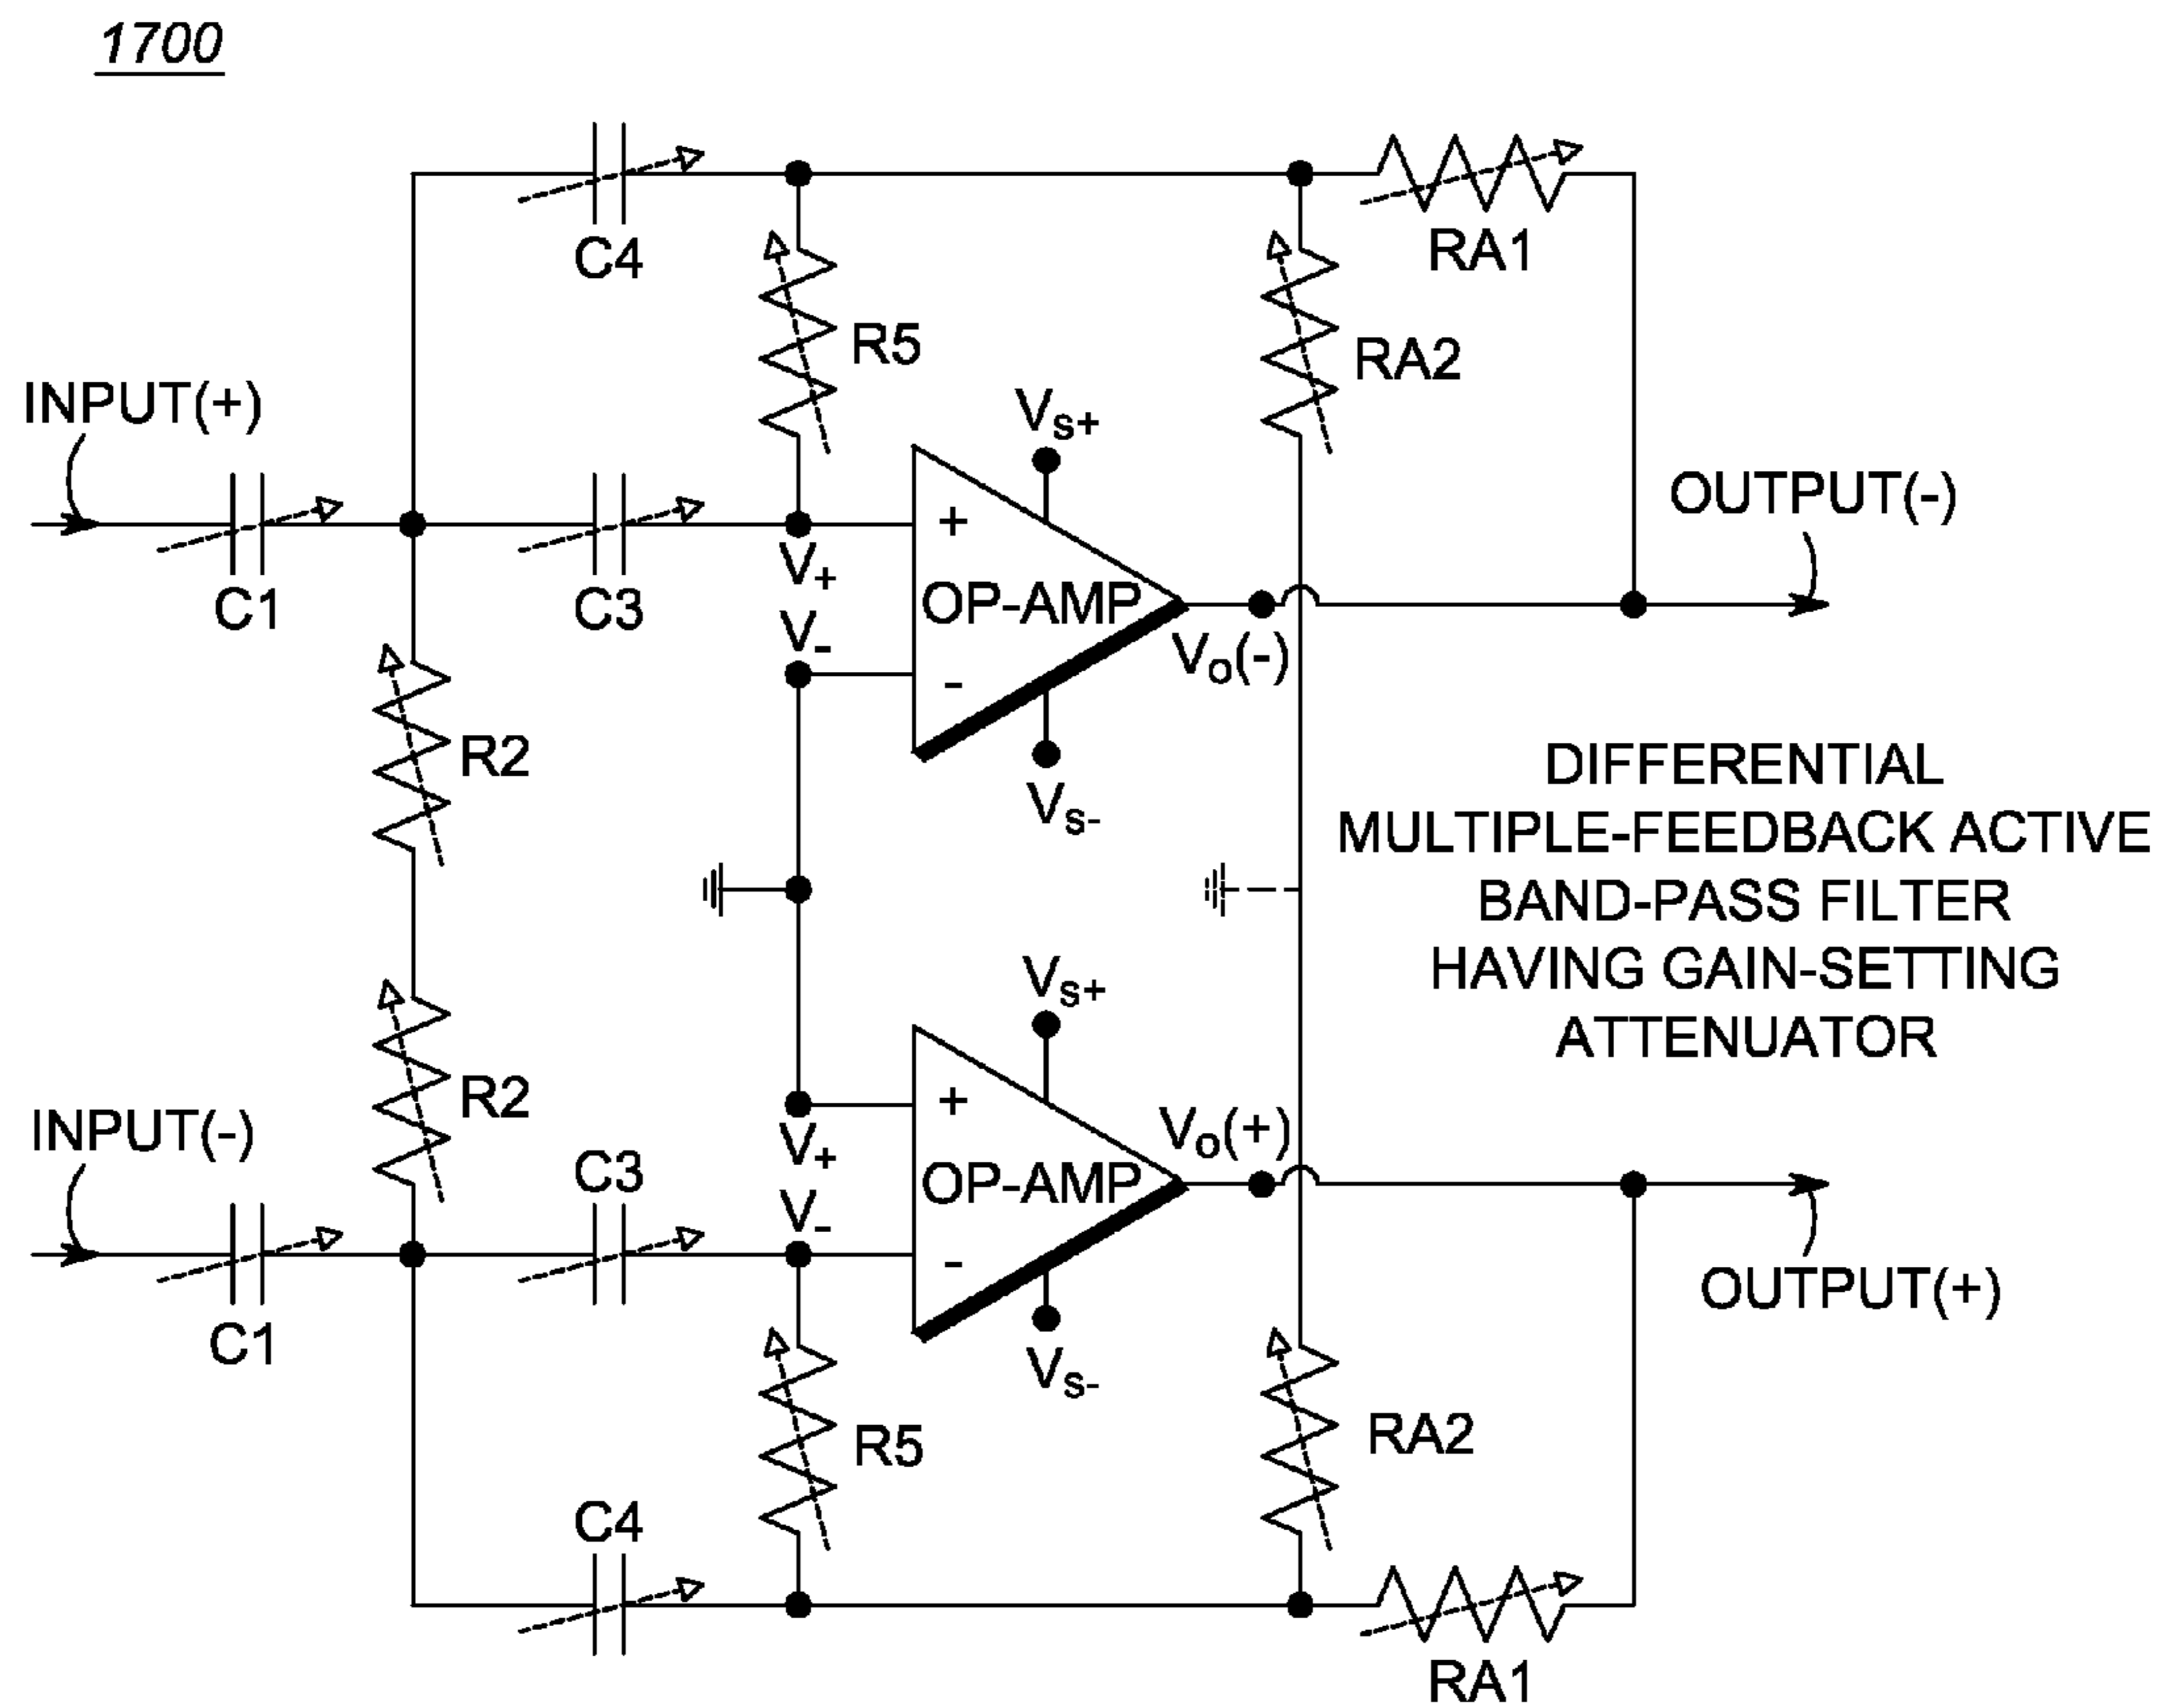 1700
C4
RA1
R5
RA2
INPUT(+)
VS+
OUTPUT(-)
+
V+
C1
C3
OP-AMP
V-
-
VO(-)
R2
VS-
DIFFERENTIAL
MULTIPLE-FEEDBACK ACTIVE
BAND-PASS FILTER
HAVING GAIN-SETTING
ATTENUATOR
VS+
R2
INPUT(-)
+
V+
VO(+)
C3
OP-AMP
V-
-
C1
OUTPUT(+)
VS-
R5
RA2
C4
RA1